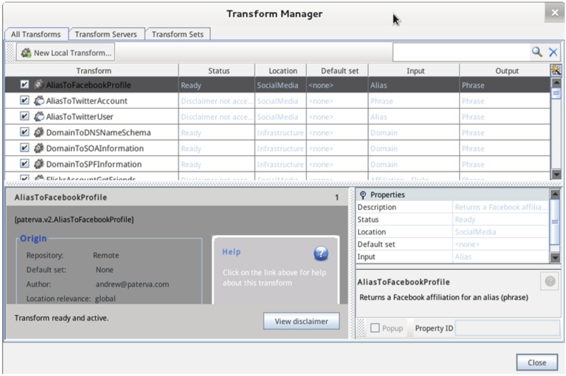 Transform Manager
All Transforms Transform Servers Transform Sets
New Local Transform...
Transform Status Location Default set Input Output
AliasToFacebookProfile Ready SocialMedia <none> Alias Phrase
AliasToTwitterAccount Disclaimer not acce... SocialMedia <none> Phrase Phrase
AliasToTwitterUser Disclaimer not acce... SocialMedia <none> Alias Phrase
DomainToDNSNameSchema Ready Infrastructure <none> Domain Phrase
DomainToSOAInformation Ready Infrastructure <none> Domain Phrase
DomainToSPFInformation Ready Infrastructure <none> Domain Phrase
AliasToFacebookProfile 1
[paterva.v2.AliasToFacebookProfile]
Origin
Repository: Remote
Default set: None
Author: andrew@paterva.com
Location relevance: global
Help
Click on the link above for help
about this transform
Transform ready and active.
View disclaimer
Properties
Description Returns a Facebook affilia...
Status Ready
Location SocialMedia
Default set <none>
Input Alias
AliasToFacebookProfile
Returns a Facebook affiliation for an alias (phrase)
Popup Property ID
Close